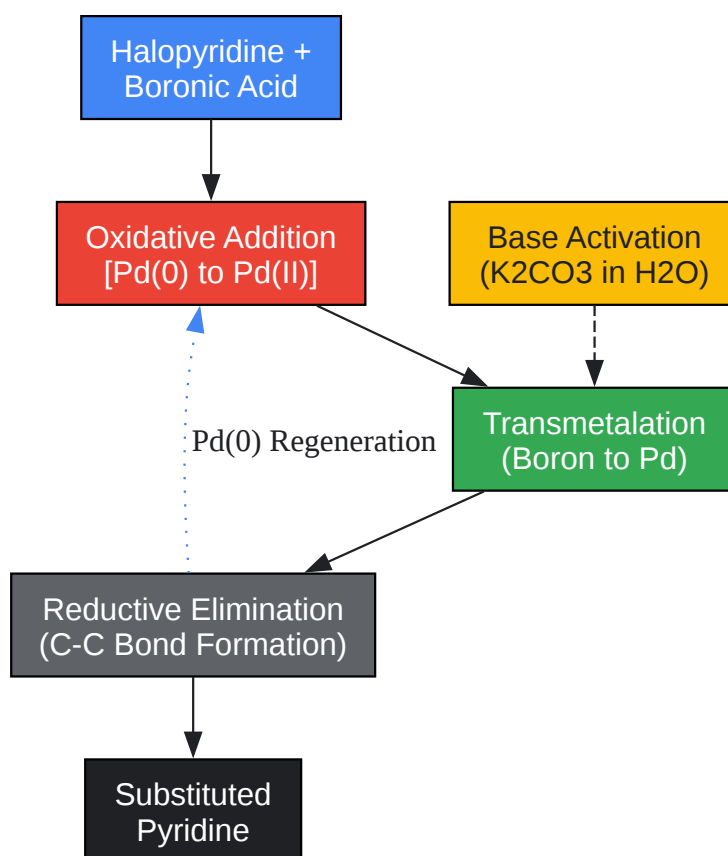 Halopyridine +
Boronic Acid
Oxidative Addition
[Pd(0) to Pd(II)]
Base Activation
(K2CO3 in H2O)
Transmetalation
(Boron to Pd)
Pd(0) Regeneration
Reductive Elimination
(C-C Bond Formation)
Substituted
Pyridine